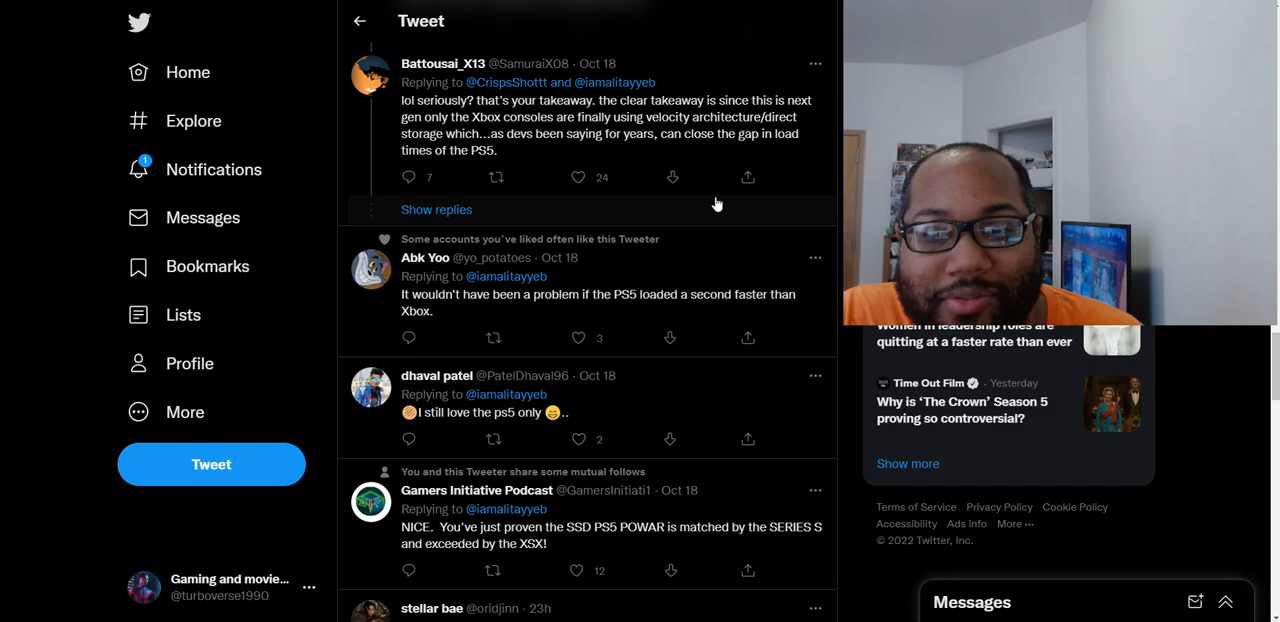 Home
Explore
1
Notifications
Messages
Bookmarks
Lists
Profile
More
Tweet
Gaming and movie...
@turboverse1990
Tweet
Battousai_X13 @SamuraiX08 · Oct 18
Replying to @CrispsShottt and @iamalitayyeb
lol seriously? that's your takeaway. the clear takeaway is since this is next
gen only the Xbox consoles are finally using velocity architecture/direct
storage which...as devs been saying for years, can close the gap in load
times of the PS5.
7 24
Show replies
Some accounts you've liked often like this Tweeter
Abk Yoo @yo_potatoes · Oct 18
Replying to @iamalitayyeb
It wouldn't have been a problem if the PS5 loaded a second faster than
Xbox.
3
dhaval patel @PatelDhaval96 · Oct 18
Replying to @iamalitayyeb
I still love the ps5 only 😁..
2
You and this Tweeter share some mutual follows
Gamers Initiative Podcast @GamersInitiati1 · Oct 18
Replying to @iamalitayyeb
NICE. You've just proven the SSD PS5 POWAR is matched by the SERIES S
and exceeded by the XSX!
12
stellar bae @oridjinn · 23h
Women in leadership roles are
quitting at a faster rate than ever
Time Out Film · Yesterday
Why is 'The Crown' Season 5
proving so controversial?
Show more
Terms of Service Privacy Policy Cookie Policy
Accessibility Ads info More ···
© 2022 Twitter, Inc.
Messages